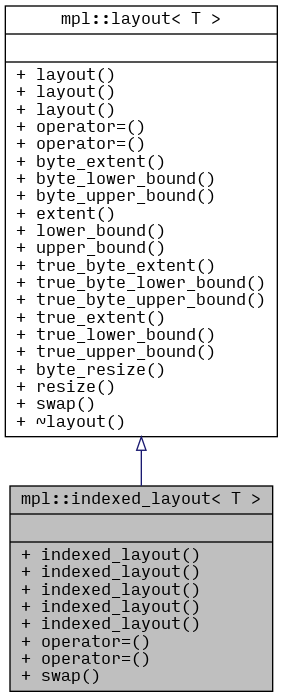 mpl::layout< T >
+ layout()
+ layout()
+ layout()
+ operator=()
+ operator=()
+ byte_extent()
+ byte_lower_bound()
+ byte_upper_bound()
+ extent()
+ lower_bound()
+ upper_bound()
+ true_byte_extent()
+ true_byte_lower_bound()
+ true_byte_upper_bound()
+ true_extent()
+ true_lower_bound()
+ true_upper_bound()
+ byte_resize()
+ resize()
+ swap()
+ ~layout()
mpl::indexed_layout< T >
+ indexed_layout()
+ indexed_layout()
+ indexed_layout()
+ indexed_layout()
+ indexed_layout()
+ operator=()
+ operator=()
+ swap()